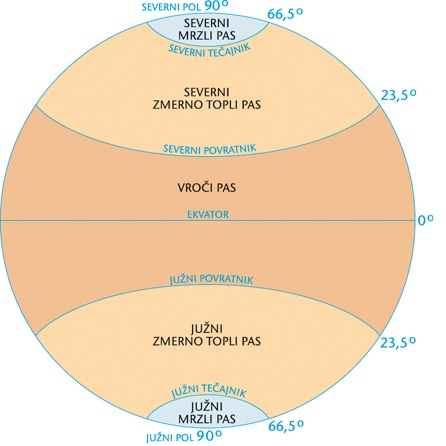 SEVERNI POL 90°
SEVERNI
MRZLI PAS
66,5°
SEVERNI TEČAJNIK
SEVERNI
ZMERNO TOPLI PAS
23,5°
SEVERNI POVRATNIK
VROČI PAS
EKVATOR
0°
JUŽNI POVRATNIK
JUŽNI
ZMERNO TOPLI PAS
23,5°
JUŽNI TEČAJNIK
JUŽNI
MRZLI PAS
66,5°
JUŽNI POL 90°